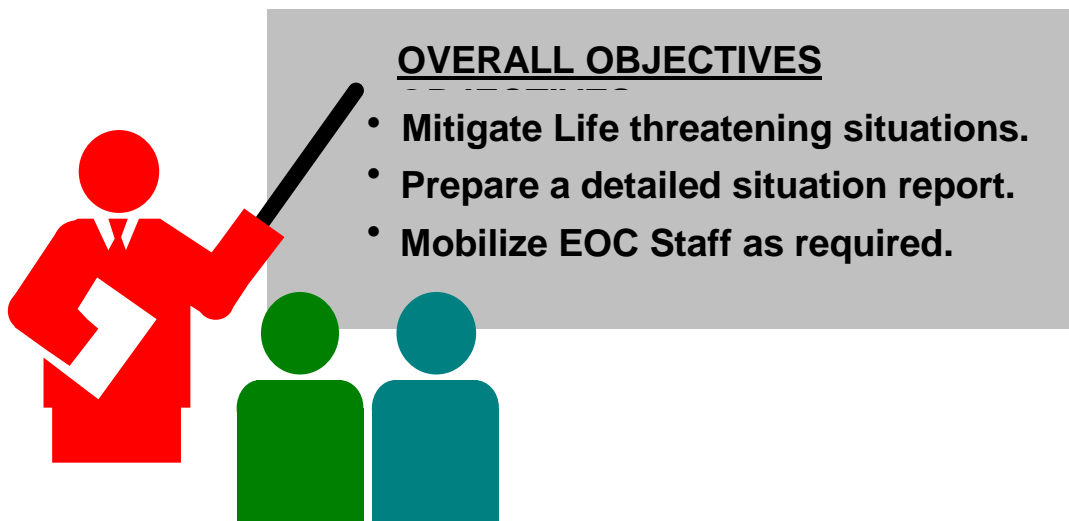 OVERALL OBJECTIVES
• Mitigate Life threatening situations.
• Prepare a detailed situation report.
• Mobilize EOC Staff as required.